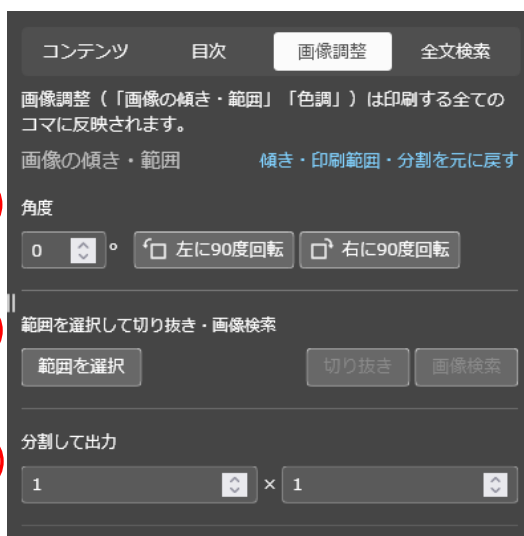 コンテンツ 目次 画像調整 全文検索
画像調整（「画像の傾き・範囲」「色調」）は印刷する全ての
コマに反映されます。
画像の傾き・範囲 傾き・印刷範囲・分割を元に戻す
角度
0 ° 左に90度回転 右に90度回転
範囲を選択して切り抜き・画像検索
範囲を選択 切り抜き 画像検索
分割して出力
1 × 1